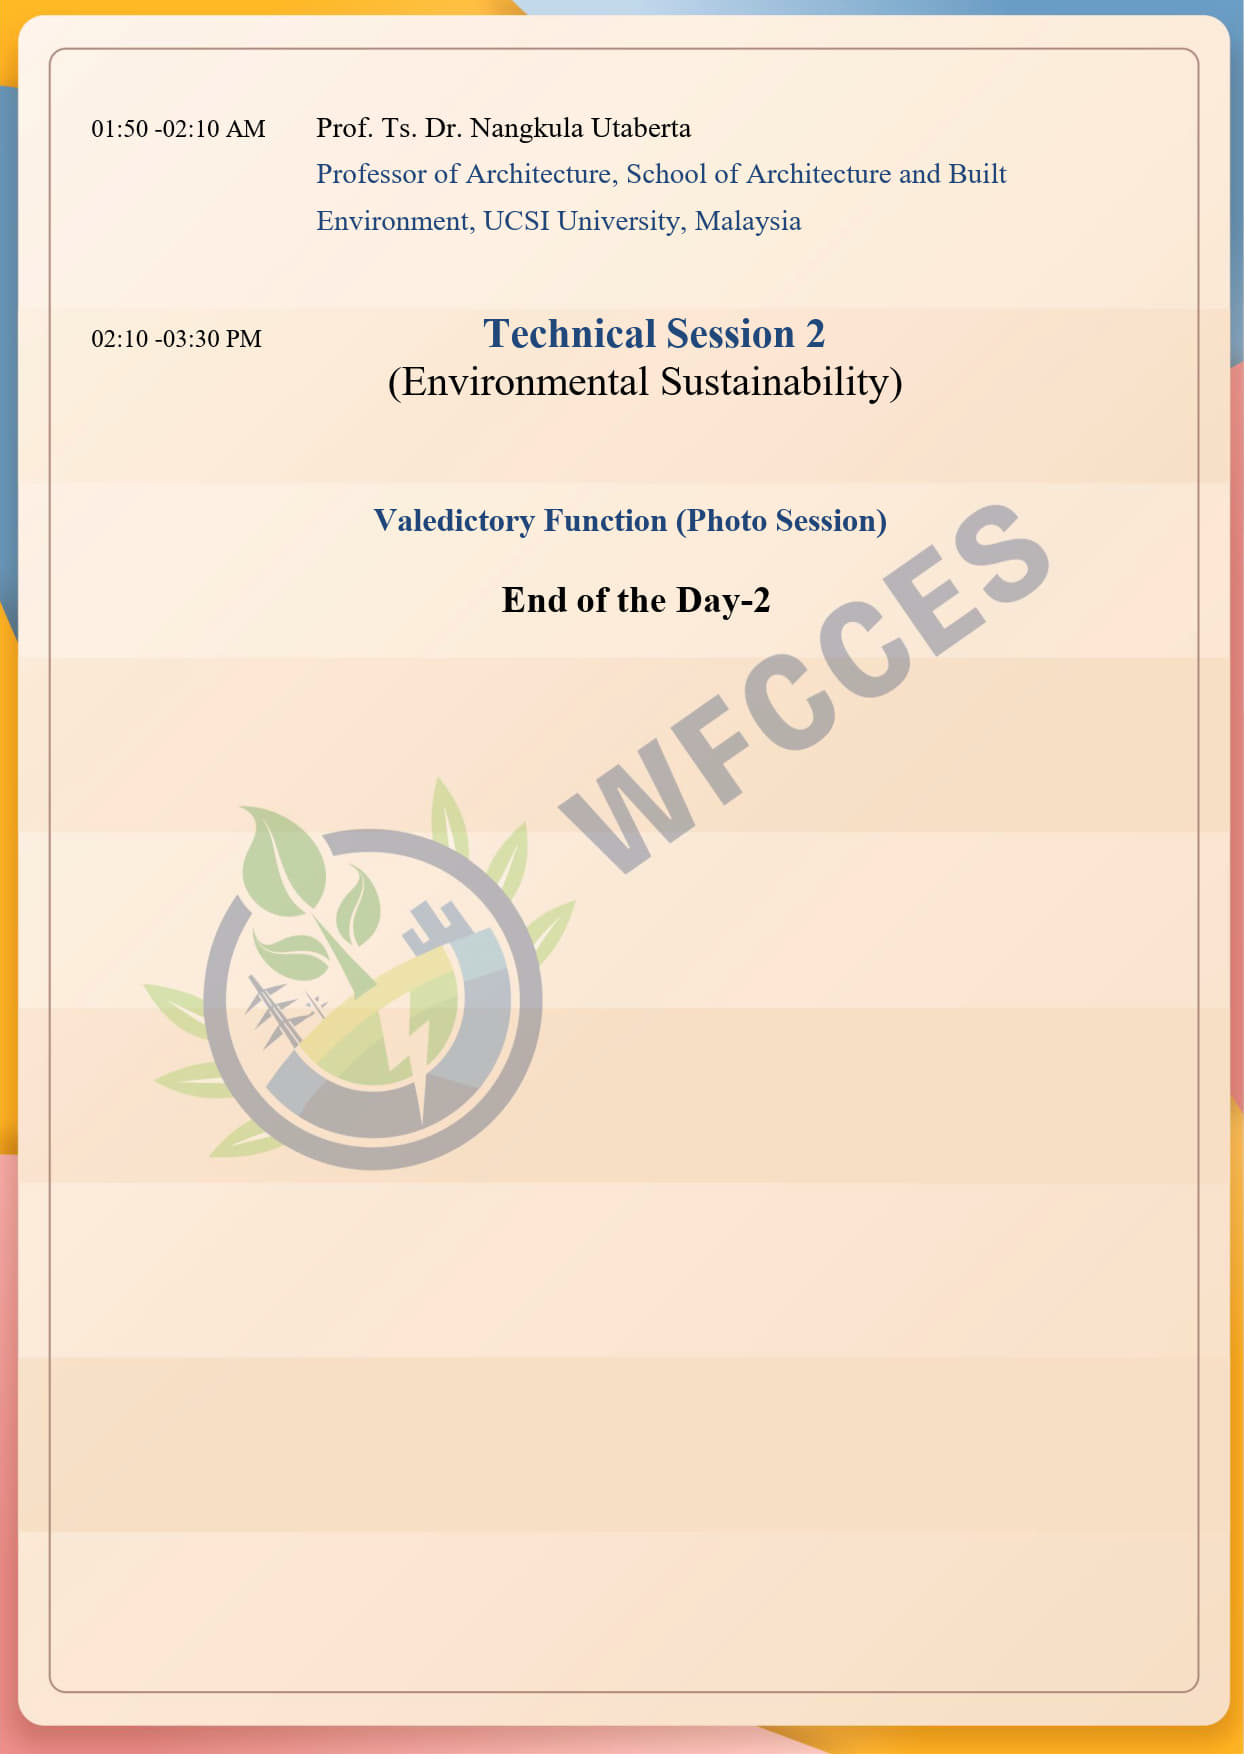 01:50 -02:10 AM Prof. Ts. Dr. Nangkula Utaberta
Professor of Architecture, School of Architecture and Built
Environment, UCSI University, Malaysia
02:10 -03:30 PM Technical Session 2
(Environmental Sustainability)
Valedictory Function (Photo Session)
End of the Day-2
WFCCES